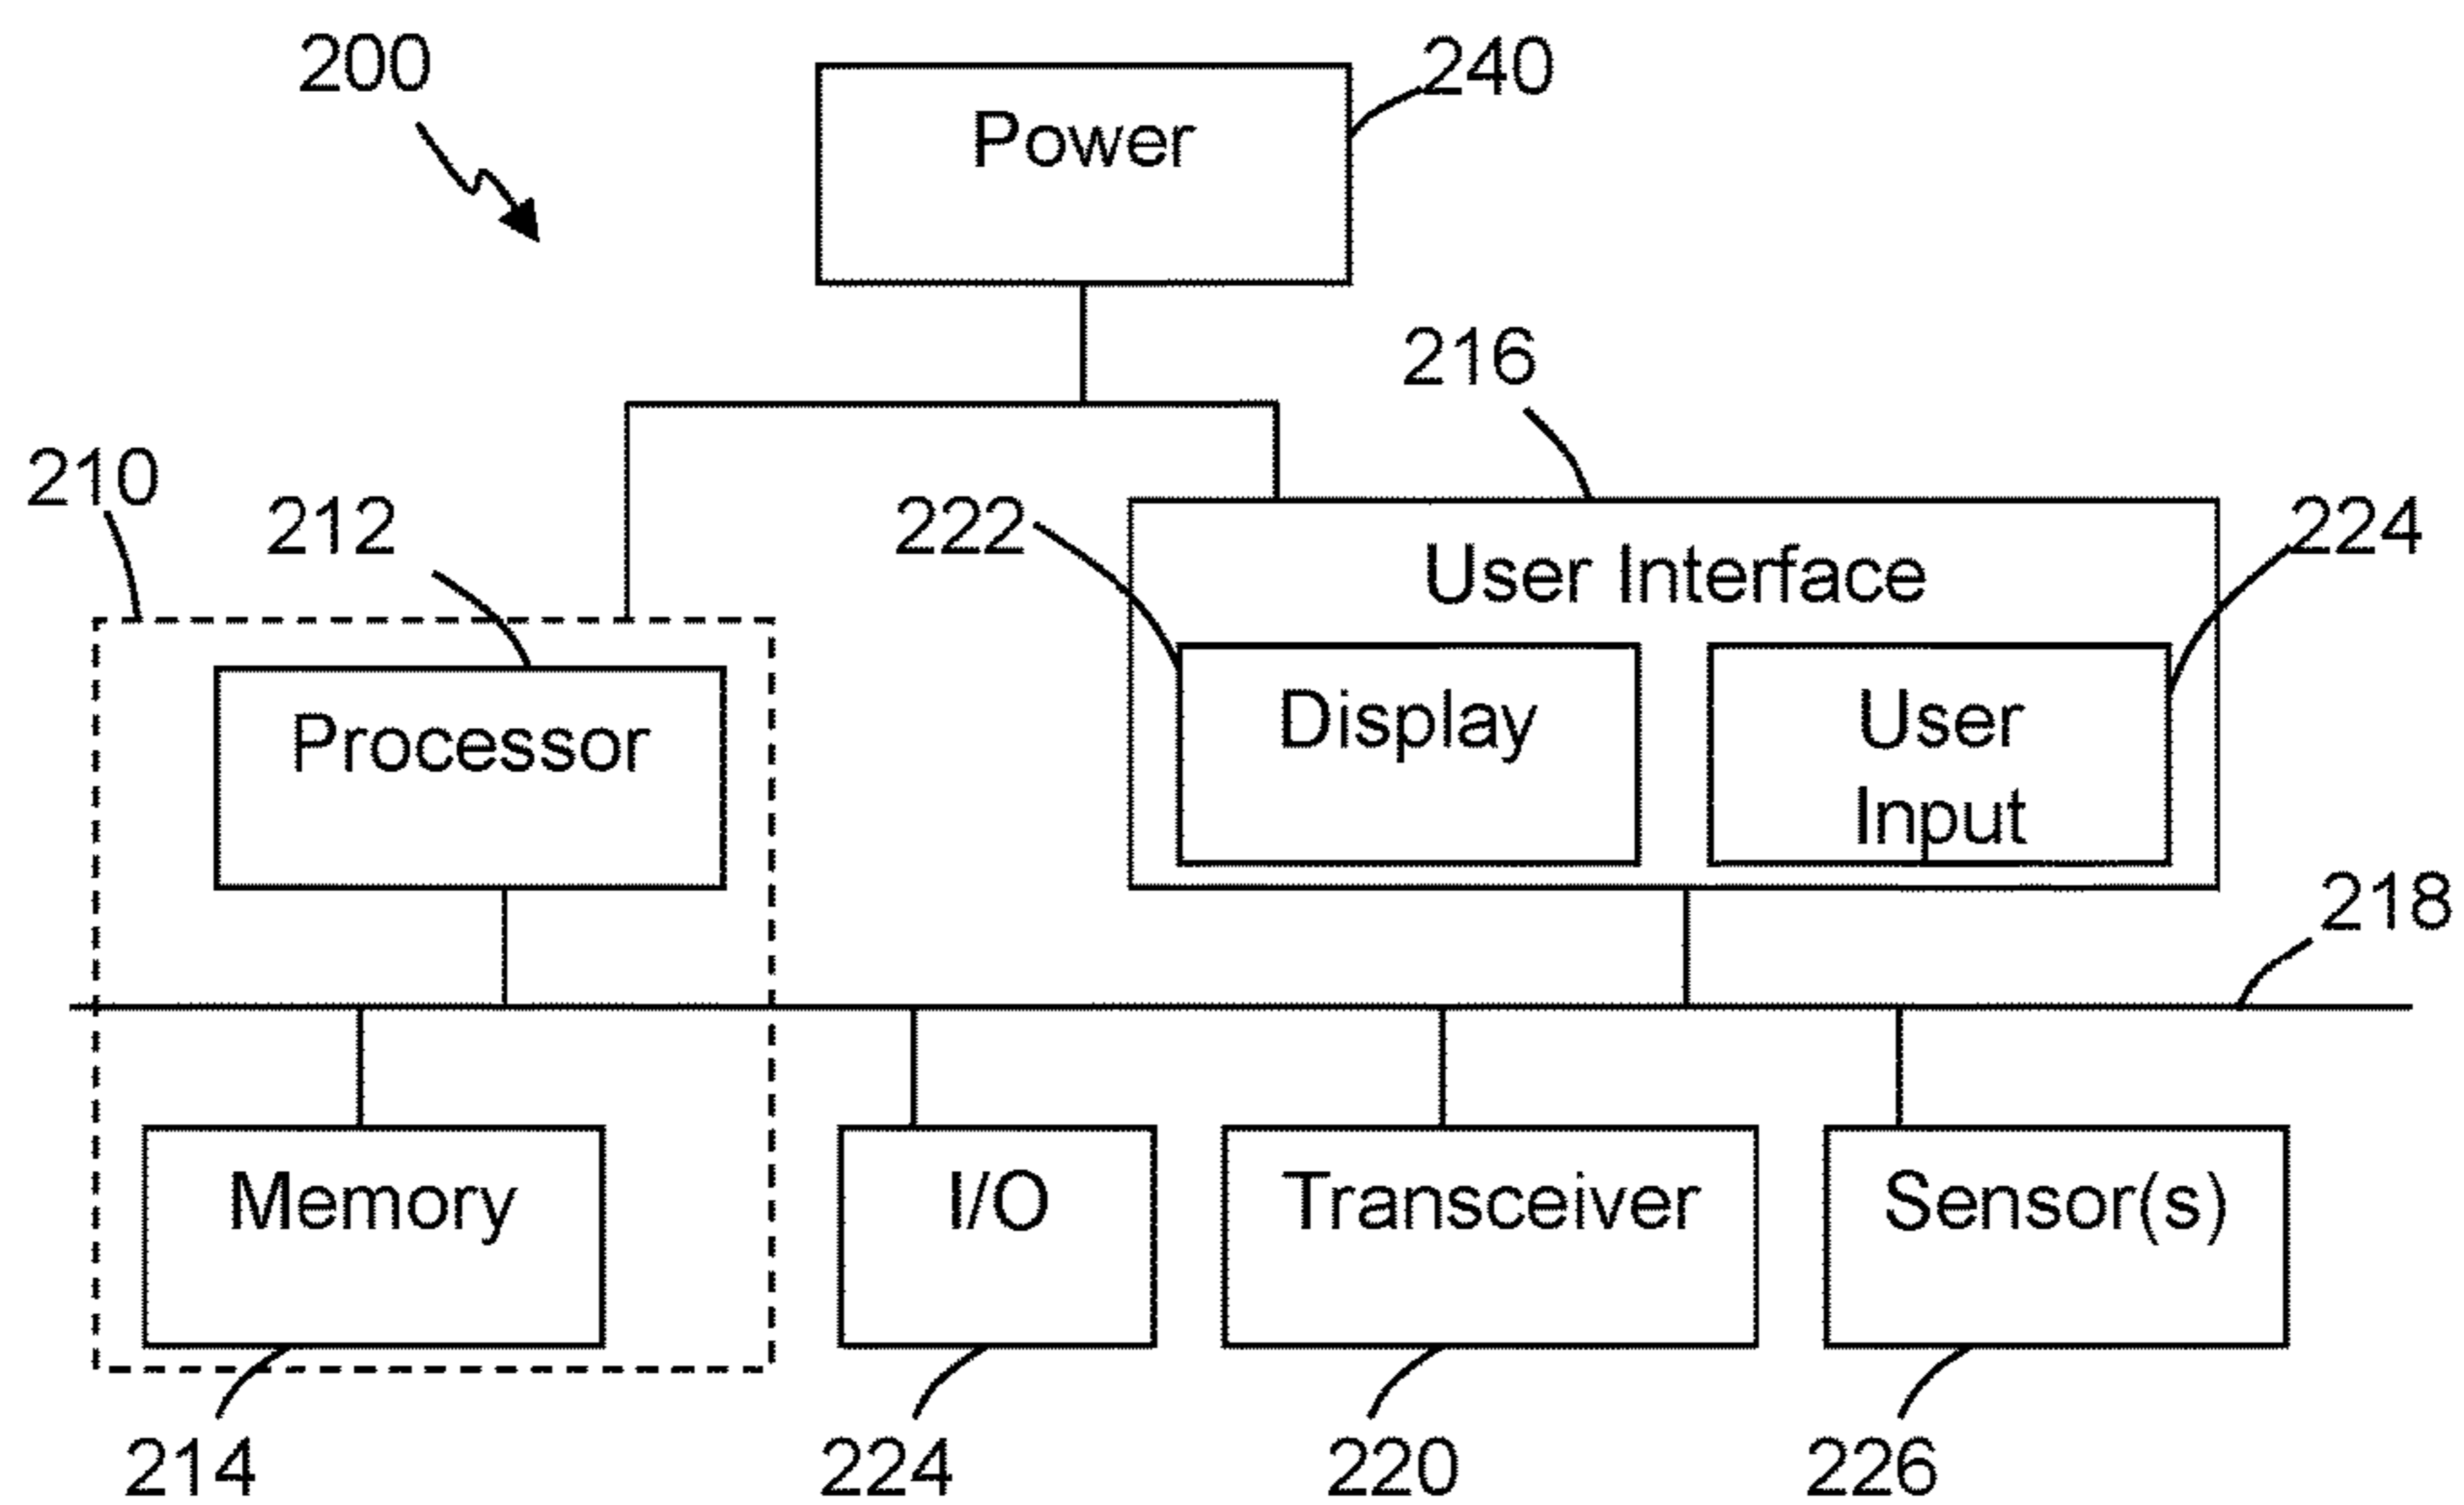 200
Power
240
216
210
212
222
User Interface
224
Processor
Display
User
Input
218
Memory
I/O
Transceiver
Sensor(s)
214
224
220
226